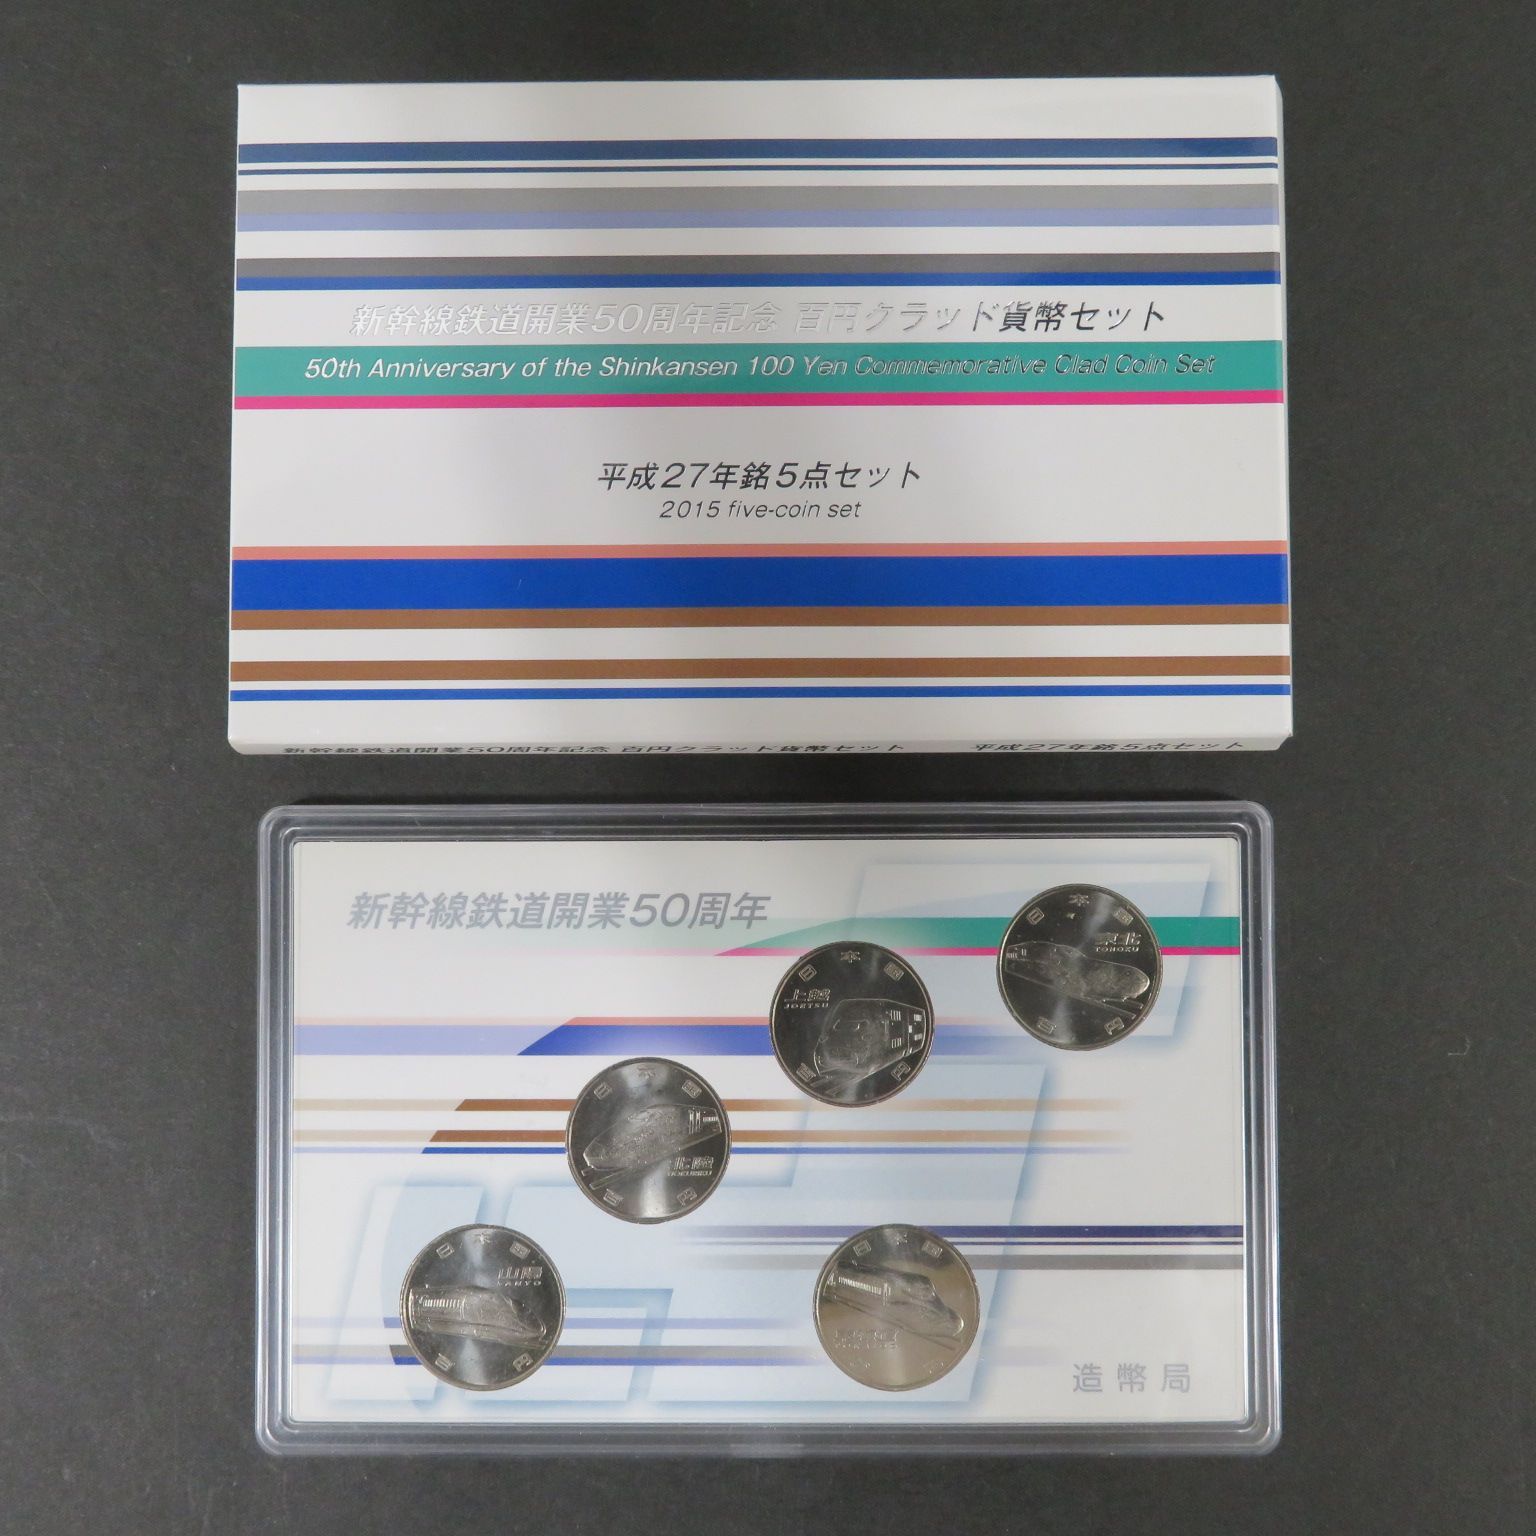 新幹線鉄道開業50周年記念 百円クラッド貨幣セット
50th Anniversary of the Shinkansen 100 Yen Commemorative Clad Coin Set
平成27年銘5点セット
2015 five-coin set
新幹線鉄道開業50周年記念 百円クラッド貨幣セット 平成27年銘5点セット
新幹線鉄道開業50周年
日本国
東北
TOHOKU
百円
日本国
上越
JOETSU
百円
日本国
北陸
HOKURIKU
百円
日本国
山陽
SANYO
百円
日本国
造幣局